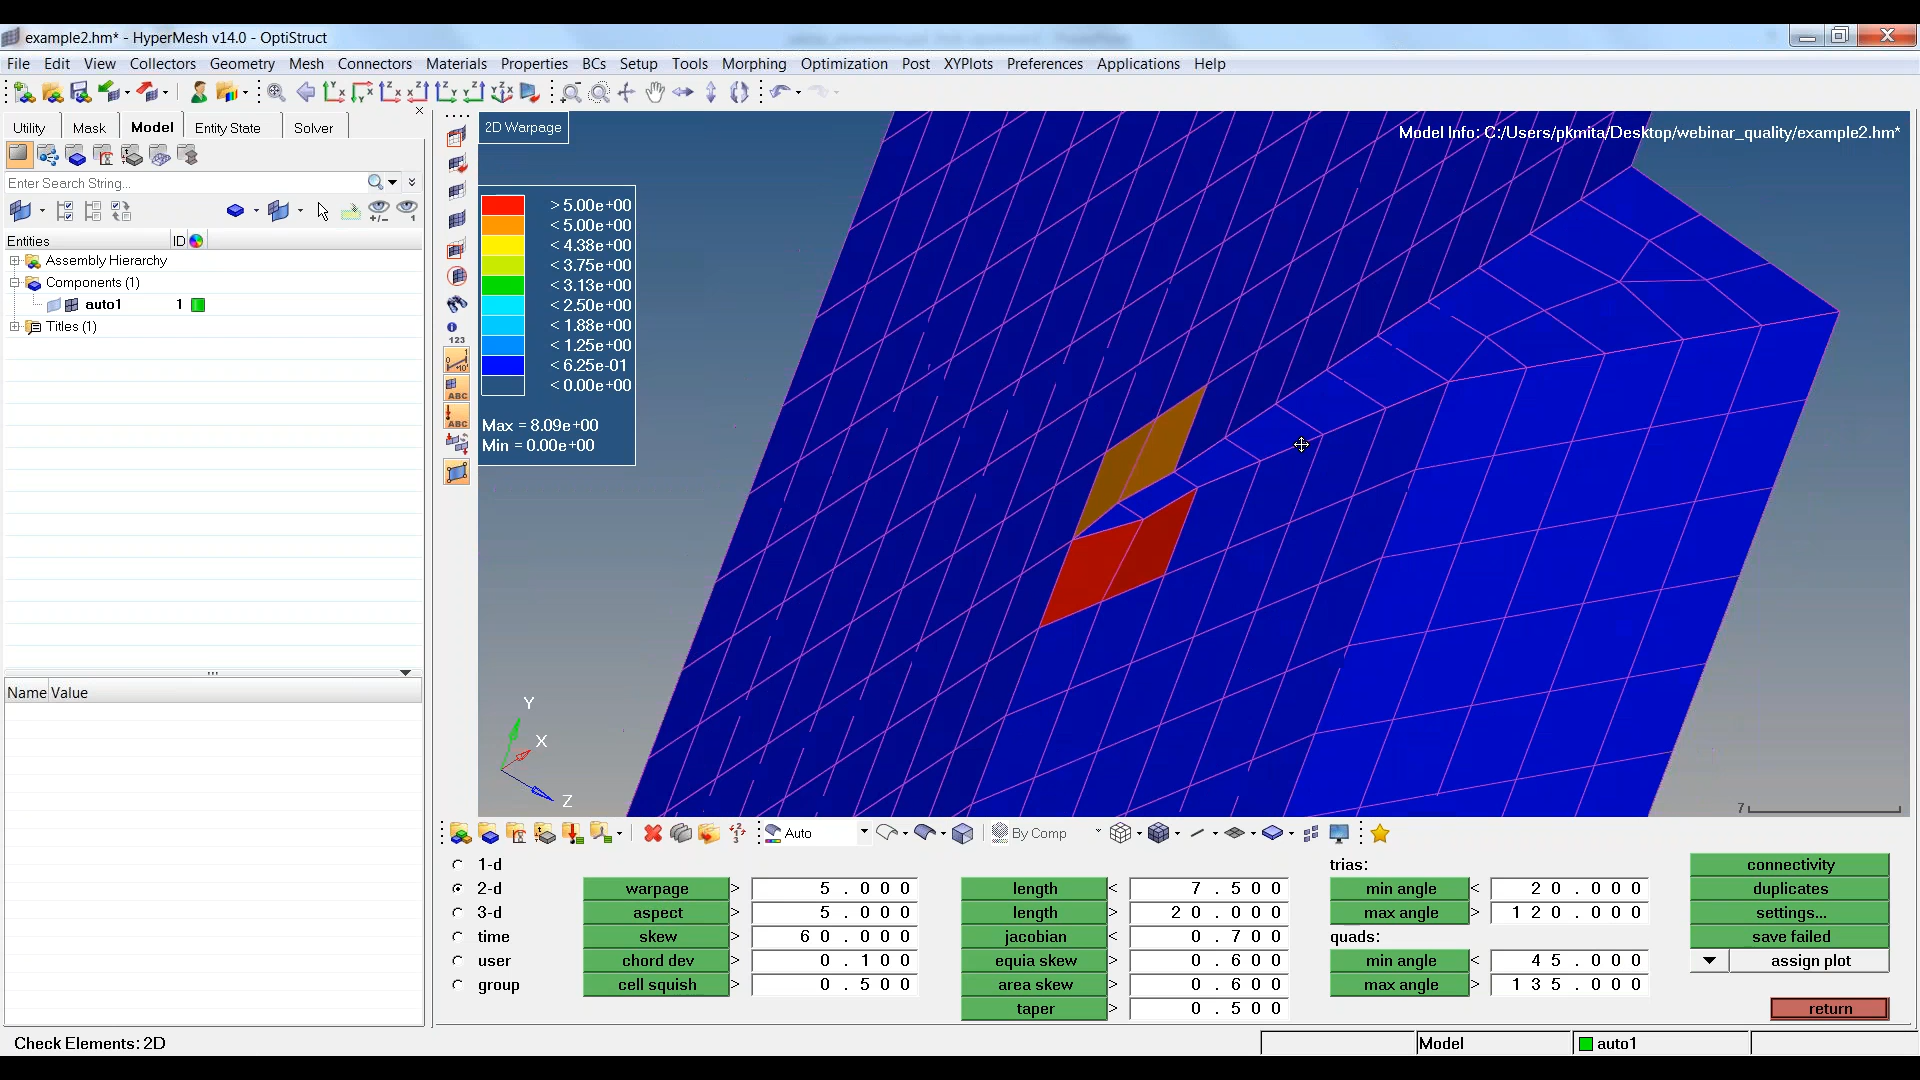 example2.hm* - HyperMesh v14.0 - OptiStruct
File Edit View Collectors Geometry Mesh Connectors Materials Properties BCs Setup Tools Morphing Optimization Post XYPlots Preferences Applications Help
Utility Mask Model Entity State Solver
Enter Search String...
Entities ID
Assembly Hierarchy
Components (1)
auto1 1
Titles (1)
Name Value
2D Warpage
Model Info: C:/Users/pkmita/Desktop/webinar_quality/example2.hm*
> 5.00e+00
< 5.00e+00
< 4.38e+00
< 3.75e+00
< 3.13e+00
< 2.50e+00
< 1.88e+00
< 1.25e+00
< 6.25e-01
< 0.00e+00
Max = 8.09e+00
Min = 0.00e+00
123
ABC
ABC
Y
X
Z
7
Auto By Comp
1-d trias: connectivity
2-d warpage > 5.000 length < 7.500 min angle < 20.000 duplicates
3-d aspect > 5.000 length > 20.000 max angle > 120.000 settings...
time skew > 60.000 jacobian < 0.700 quads: save failed
user chord dev > 0.100 equia skew > 0.600 min angle < 45.000 assign plot
group cell squish > 0.500 area skew > 0.600 max angle > 135.000
taper > 0.500 return
Check Elements: 2D Model auto1